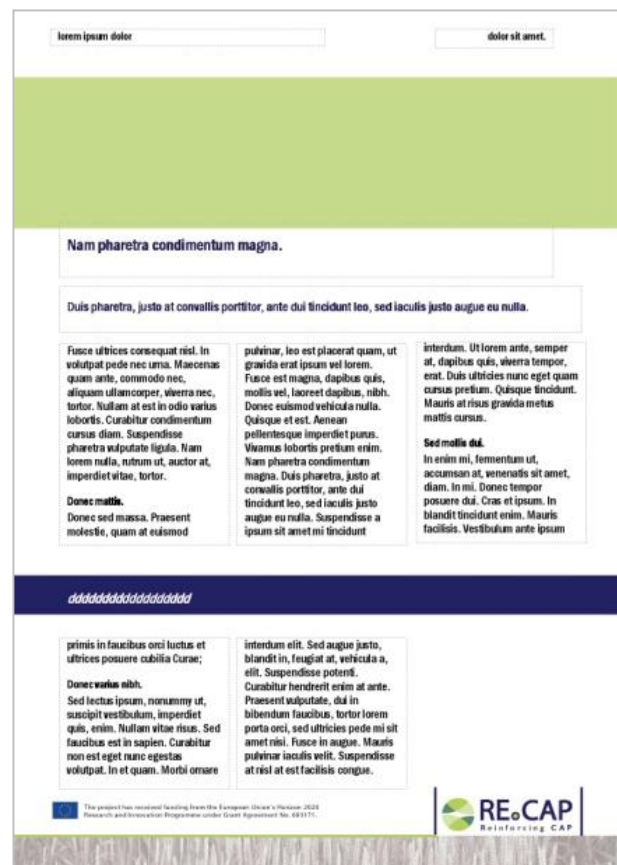 lorem ipsum dolor
dolor sit amet.
Nam pharetra condimentum magna.
Duis pharetra, justo at convallis porttitor, ante dui tincidunt leo, sed iaculis justo augue eu nulla.
Fusce ultrices consequat nisl. In
volutpat pede nec urna. Maecenas
quam ante, commodo nec,
aliquam ullamcorper, viverra nec,
tortor. Nullam at est in odio varius
lobortis. Curabitur condimentum
cursus diam. Suspendisse
pharetra vulputate ligula. Nam
lorem nulla, rutrum ut, auctor at,
imperdiet vitae, tortor.
Donec mattis.
Donec sed massa. Praesent
molestie, quam at euismod
pulvinar, leo est placerat quam, ut
gravida erat ipsum vel lorem.
Fusce est magna, dapibus quis,
mollis vel, laoreet dapibus, nibh.
Donec euismod vehicula nulla.
Quisque et est. Aenean
pellentesque imperdiet purus.
Vivamus lobortis pretium enim.
Nam pharetra condimentum
magna. Duis pharetra, justo at
convallis porttitor, ante dui
tincidunt leo, sed iaculis justo
augue eu nulla. Suspendisse a
ipsum sit amet mi tincidunt
interdum. Ut lorem ante, semper
at, dapibus quis, viverra tempor,
erat. Duis ultricies nunc eget quam
cursus pretium. Quisque tincidunt.
Mauris at risus gravida metus
mattis cursus.
Sed mollis dui.
In enim mi, fermentum ut,
accumsan at, venenatis sit amet,
diam. In mi. Donec tempor
posuere dui. Cras et ipsum. In
blandit tincidunt enim. Mauris
facilisis. Vestibulum ante ipsum
dddddddddddddddddd
primis in faucibus orci luctus et
ultrices posuere cubilia Curae;
Donec varius nibh.
Sed lectus ipsum, nonummy ut,
suscipit vestibulum, imperdiet
quis, enim. Nullam vitae risus. Sed
faucibus est in sapien. Curabitur
non est eget nunc egestas
volutpat. In et quam. Morbi ornare
interdum elit. Sed augue justo,
blandit in, feugiat at, vehicula a,
elit. Suspendisse potenti.
Curabitur hendrerit enim at ante.
Praesent vulputate, dui in
bibendum faucibus, tortor lorem
porta orci, sed ultricies pede mi sit
amet nisi. Fusce in augue. Mauris
pulvinar iaculis velit. Suspendisse
at nisl at est facilisis congue.
The project has received funding from the European Union's Horizon 2020
Research and Innovation Programme under Grant Agreement No. 693171.
RECAP
Reinforcing CAP